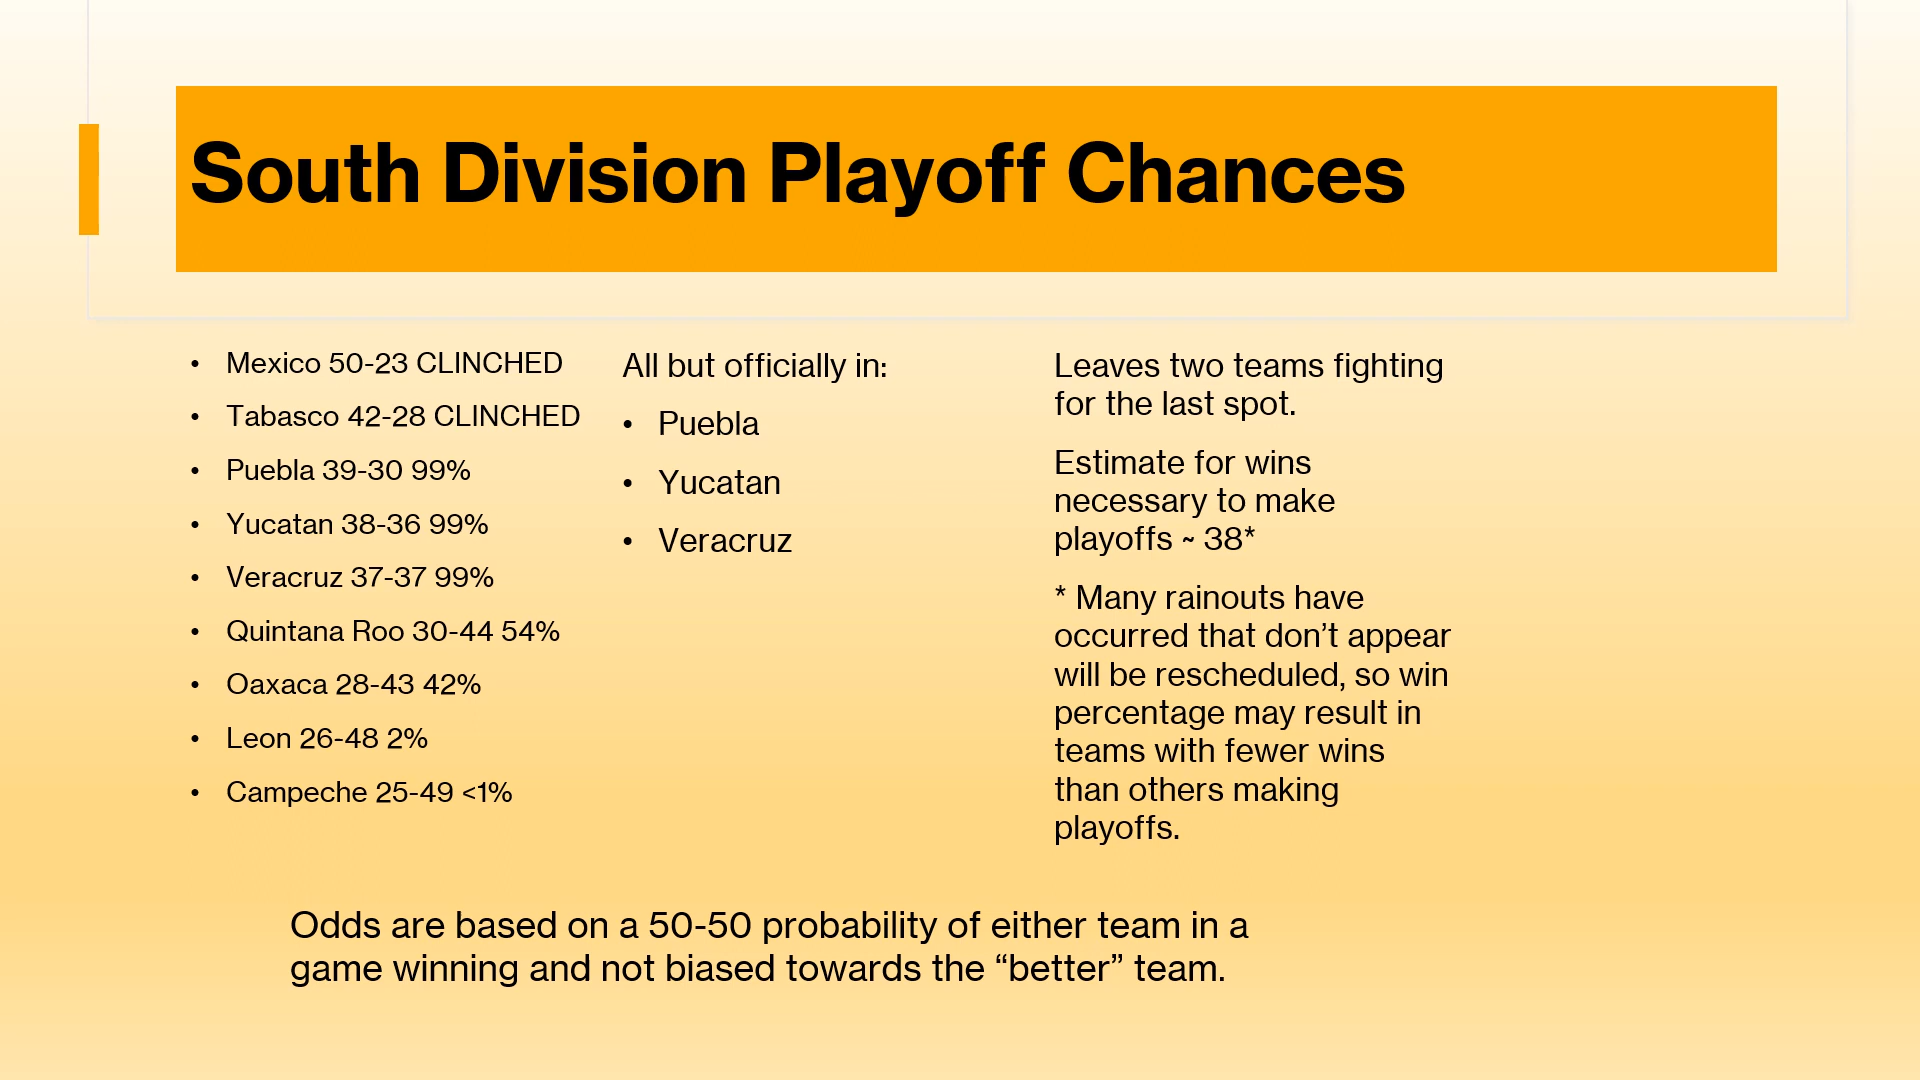 South Division Playoff Chances
• Mexico 50-23 CLINCHED
• Tabasco 42-28 CLINCHED
• Puebla 39-30 99%
• Yucatan 38-36 99%
• Veracruz 37-37 99%
• Quintana Roo 30-44 54%
• Oaxaca 28-43 42%
• Leon 26-48 2%
• Campeche 25-49 <1%
All but officially in:
• Puebla
• Yucatan
• Veracruz
Leaves two teams fighting
for the last spot.
Estimate for wins
necessary to make
playoffs ~ 38*
* Many rainouts have
occurred that don’t appear
will be rescheduled, so win
percentage may result in
teams with fewer wins
than others making
playoffs.
Odds are based on a 50-50 probability of either team in a
game winning and not biased towards the “better” team.